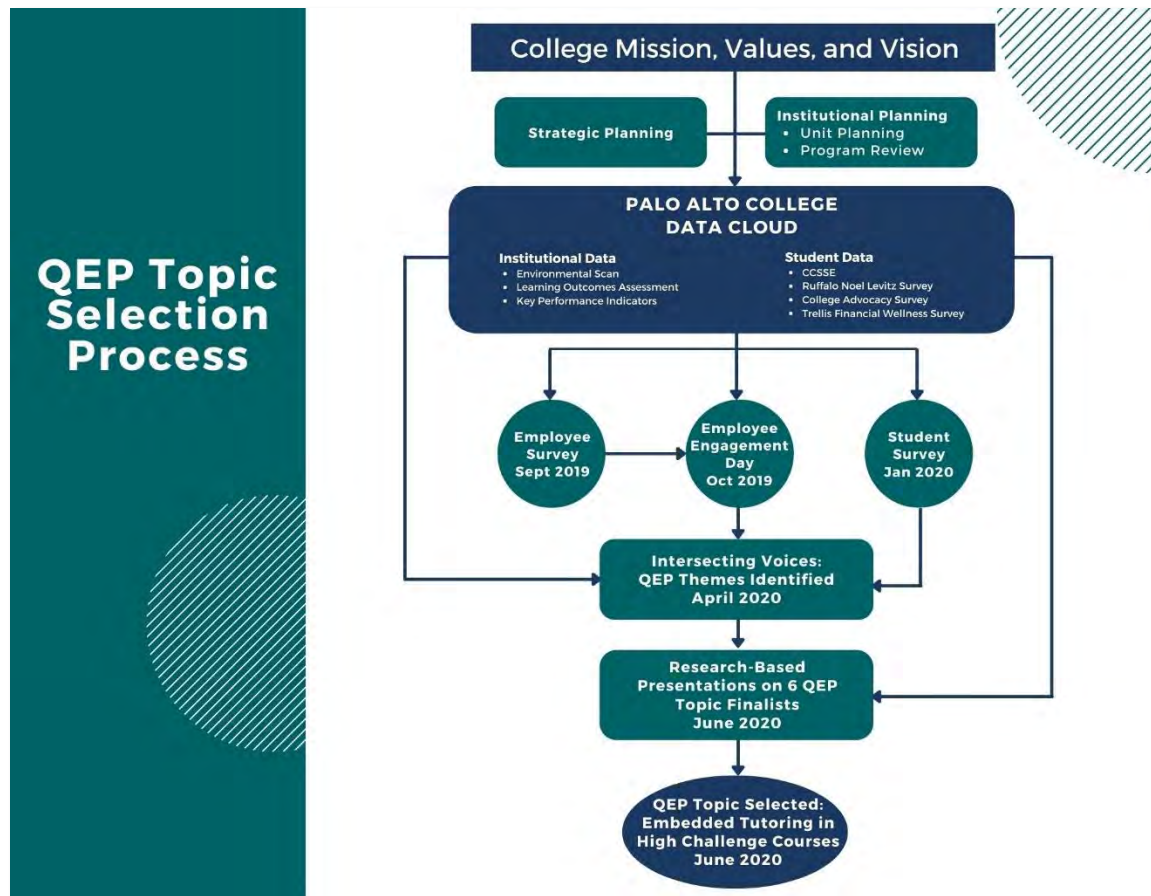 QEP Topic
Selection
Process
College Mission, Values, and Vision
Strategic Planning
Institutional Planning
• Unit Planning
• Program Review
PALO ALTO COLLEGE
DATA CLOUD
Institutional Data
• Environmental Scan
• Learning Outcomes Assessment
• Key Performance Indicators
Student Data
• CCSSE
• Ruffalo Noel Levitz Survey
• College Advocacy Survey
• Trellis Financial Wellness Survey
Employee
Survey
Sept 2019
Employee
Engagement
Day
Oct 2019
Student
Survey
Jan 2020
Intersecting Voices:
QEP Themes Identified
April 2020
Research-Based
Presentations on 6 QEP
Topic Finalists
June 2020
QEP Topic Selected:
Embedded Tutoring in
High Challenge Courses
June 2020